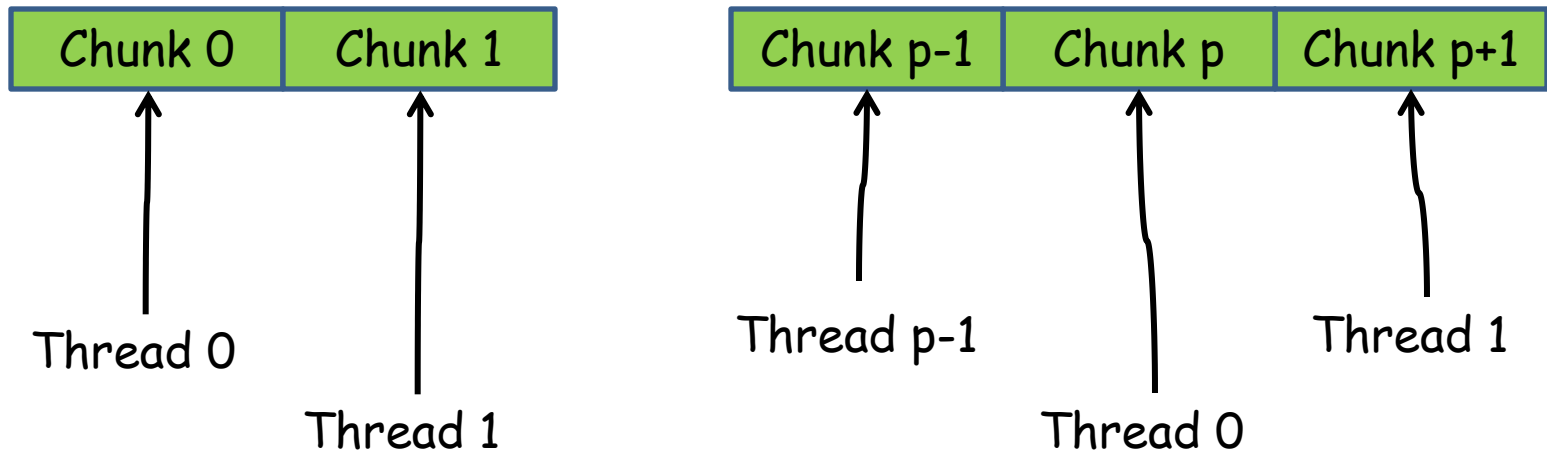 Chunk 0 Chunk 1 Chunk p-1 Chunk p Chunk p+1
Thread p-1 Thread 1
Thread 0
Thread 1 Thread 0